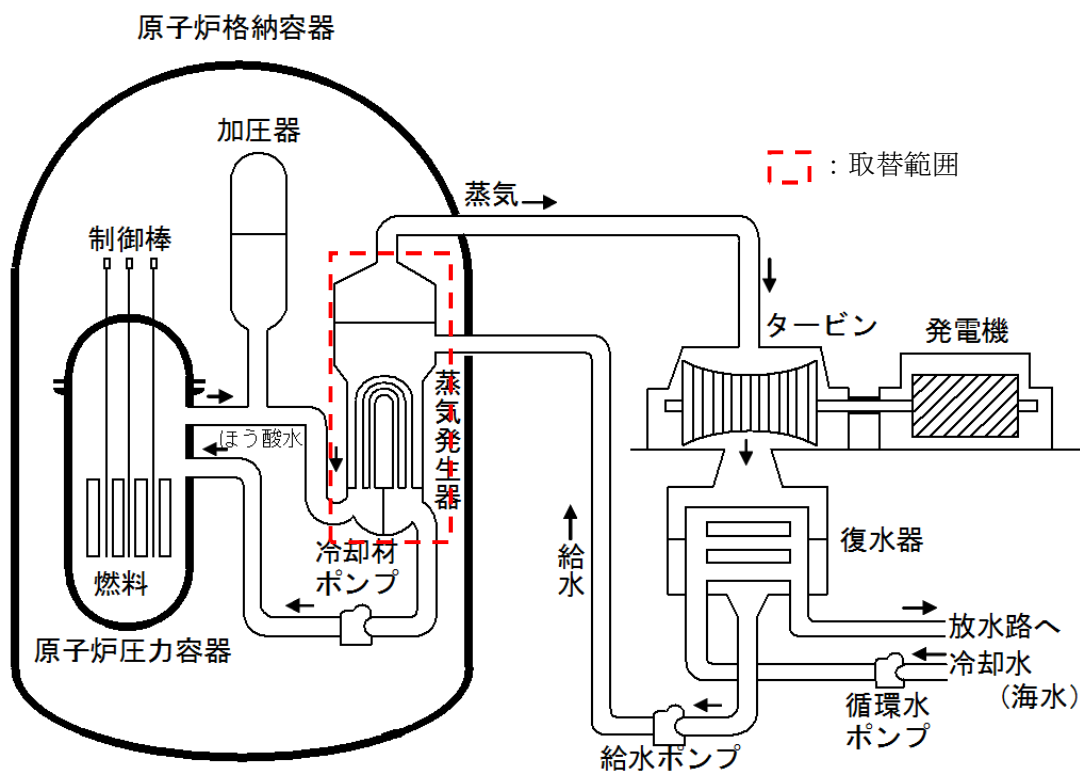 原子炉格納容器
加圧器
：取替範囲
蒸気
制御棒
タービン
発電機
ほう酸水
蒸気発生器
冷却材
ポンプ
給水
復水器
燃料
原子炉圧力容器
放水路へ
冷却水
（海水）
循環水
ポンプ
給水ポンプ